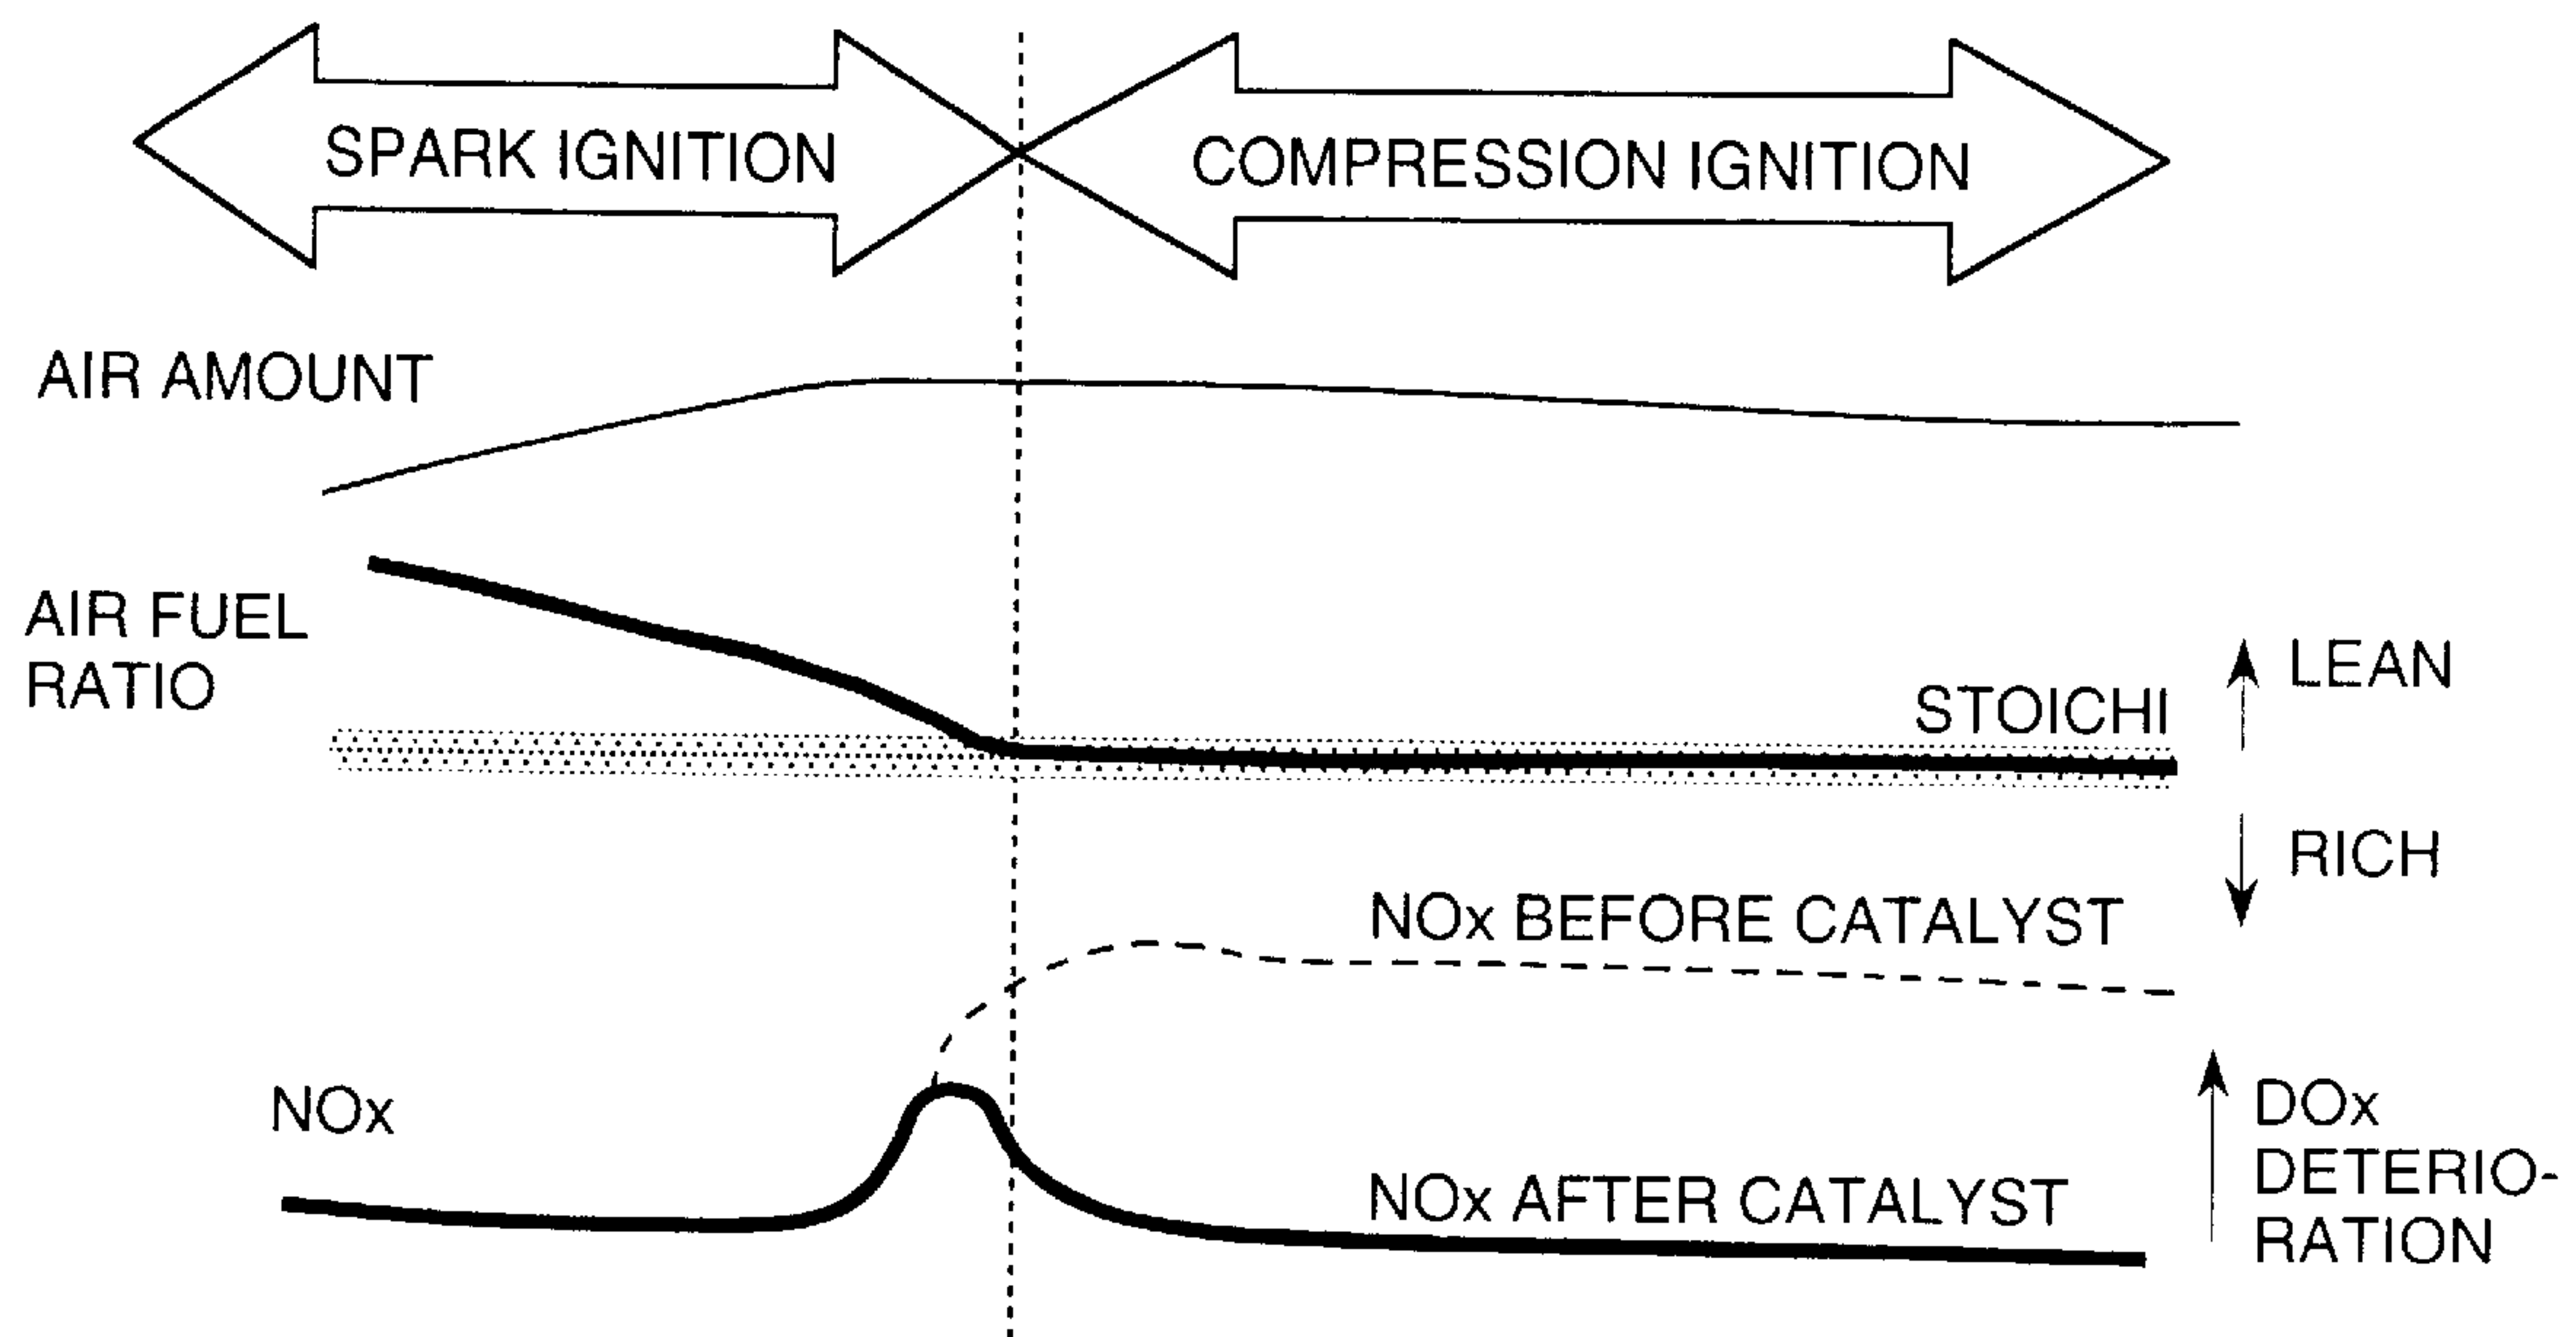 SPARK IGNITION
COMPRESSION IGNITION
AIR AMOUNT
AIR FUEL
RATIO
STOICHI
LEAN
RICH
NOx BEFORE CATALYST
NOx
NOx AFTER CATALYST
DOx
DETERIO-
RATION